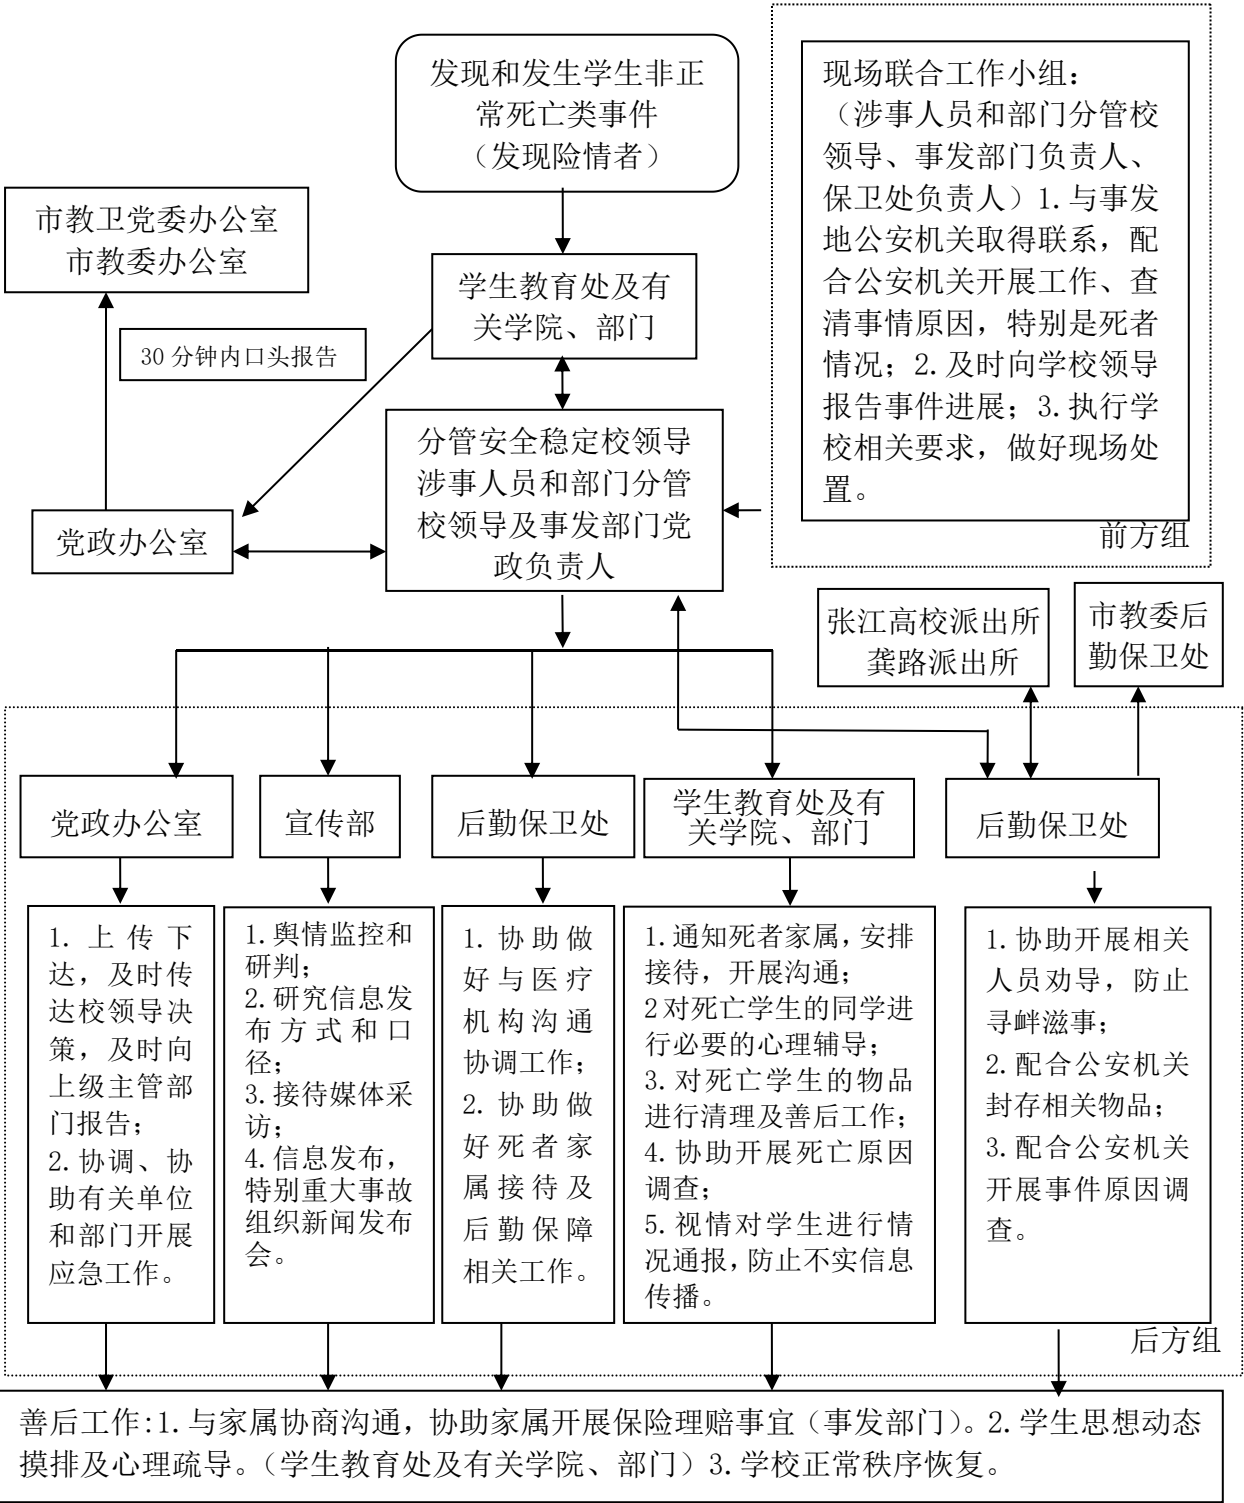 发现和发生学生非正
常死亡类事件
（发现险情者）
现场联合工作小组：
（涉事人员和部门分管校
领导、事发部门负责人、
保卫处负责人）1.与事发
地公安机关取得联系，配
合公安机关开展工作、查
清事情原因，特别是死者
情况；2.及时向学校领导
报告事件进展；3.执行学
校相关要求，做好现场处
置。
前方组
市教卫党委办公室
市教委办公室
学生教育处及有
关学院、部门
30 分钟内口头报告
分管安全稳定校领导
涉事人员和部门分管
校领导及事发部门党
政负责人
党政办公室
张江高校派出所
龚路派出所
市教委后
勤保卫处
党政办公室
宣传部
后勤保卫处
学生教育处及有
关学院、部门
后勤保卫处
1. 上传下
达，及时传
达校领导决
策，及时向
上级主管部
门报告；
2.协调、协
助有关单位
和部门开展
应急工作。
1.舆情监控和
研判；
2.研究信息发
布方式和口
径；
3.接待媒体采
访；
4.信息发布，
特别重大事故
组织新闻发布
会。
1. 协助做
好与医疗
机构沟通
协调工作；
2. 协助做
好死者家
属接待及
后勤保障
相关工作。
1.通知死者家属，安排
接待，开展沟通；
2对死亡学生的同学进
行必要的心理辅导；
3.对死亡学生的物品
进行清理及善后工作；
4.协助开展死亡原因
调查；
5.视情对学生进行情
况通报，防止不实信息
传播。
1.协助开展相关
人员劝导，防止
寻衅滋事；
2.配合公安机关
封存相关物品；
3.配合公安机关
开展事件原因调
查。
后方组
善后工作:1.与家属协商沟通，协助家属开展保险理赔事宜（事发部门）。2.学生思想动态
摸排及心理疏导。（学生教育处及有关学院、部门）3.学校正常秩序恢复。